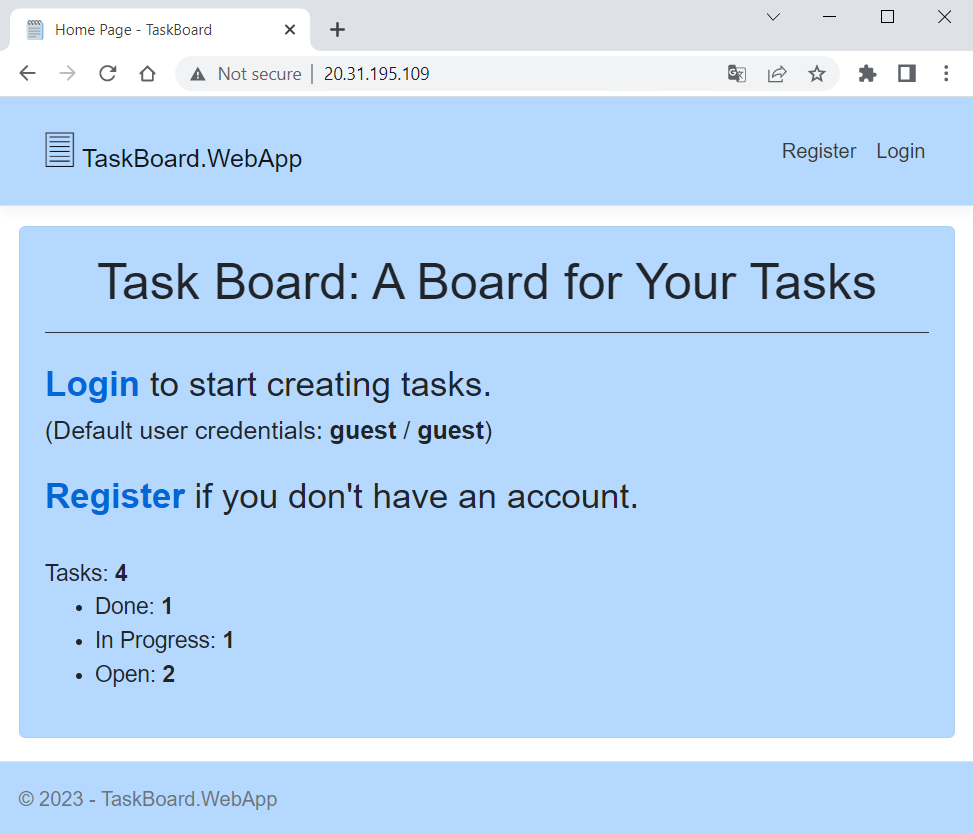 Home Page - TaskBoard
Not secure | 20.31.195.109
TaskBoard.WebApp
Register Login
Task Board: A Board for Your Tasks
Login to start creating tasks.
(Default user credentials: guest / guest)
Register if you don't have an account.
Tasks: 4
• Done: 1
• In Progress: 1
• Open: 2
© 2023 - TaskBoard.WebApp